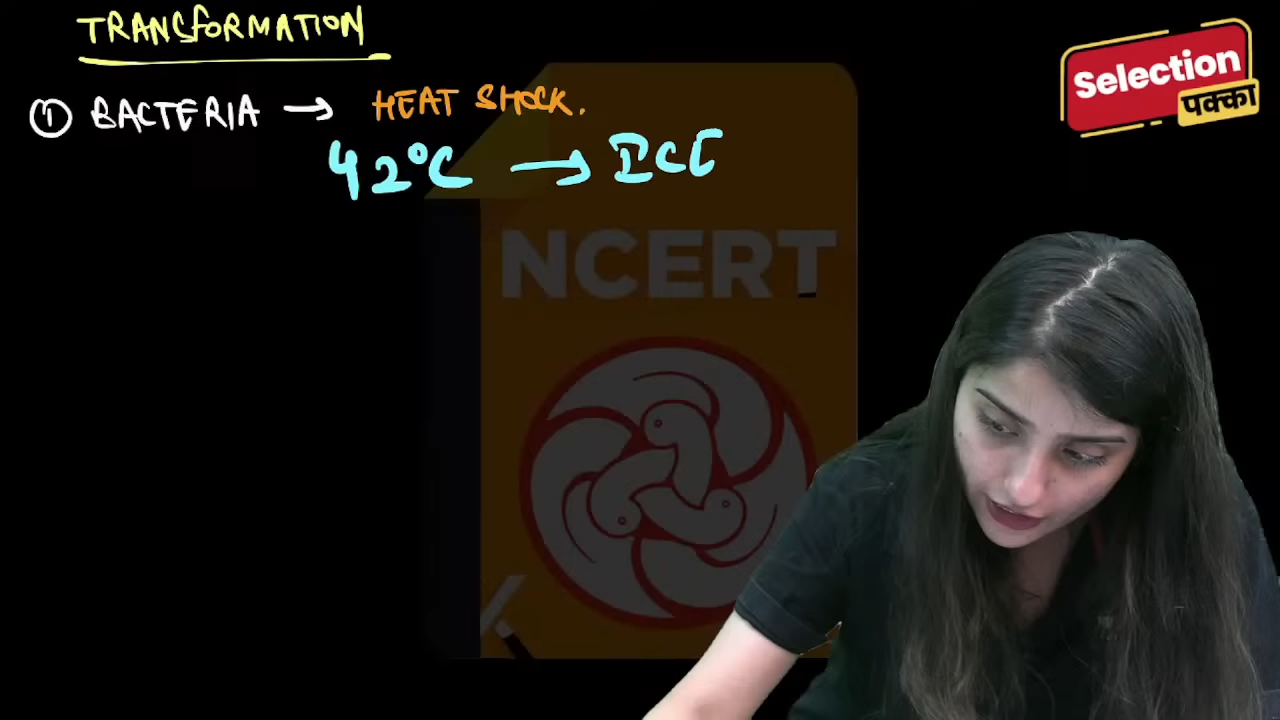 TRANSFORMATION
① BACTERIA → HEAT SHOCK.
42°C → ICE
NCERT
Selection
पक्का